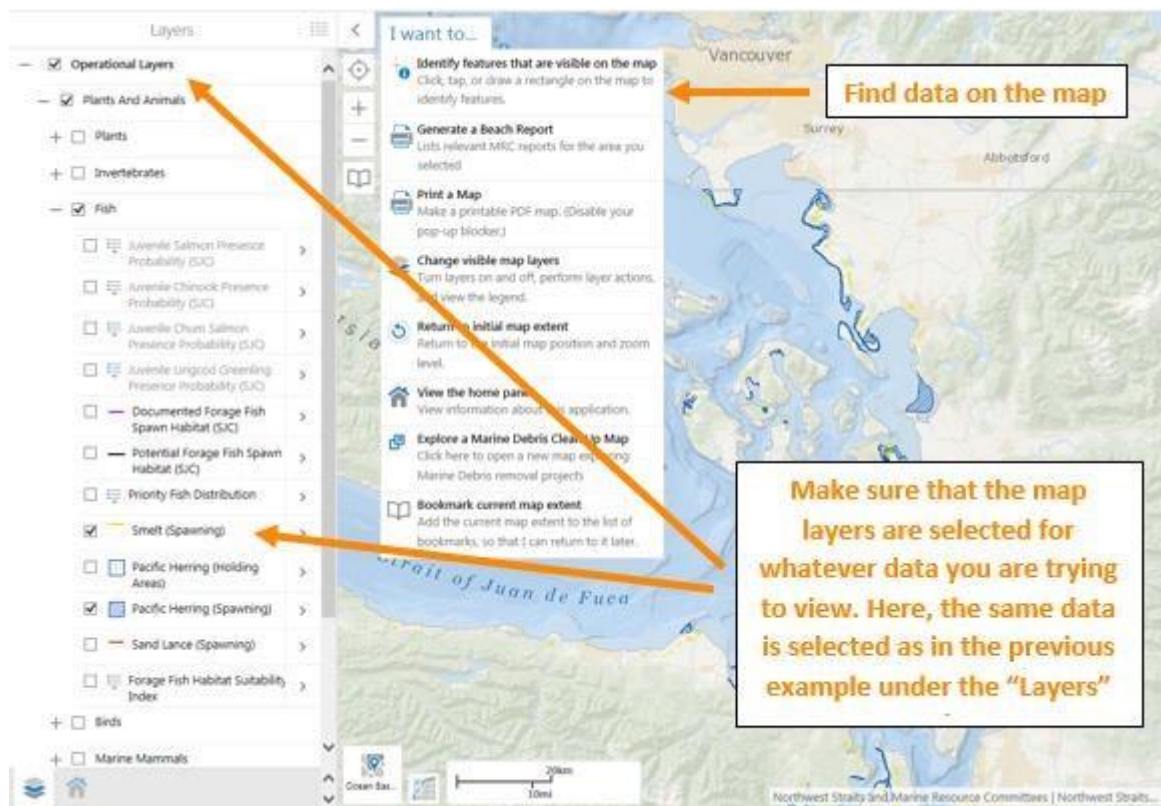 Layers
Operational Layers
Plants And Animals
Plants
Invertebrates
Fish
Juvenile Salmon Presence
Probability (SJC)
Juvenile Chinook Presence
Probability (SJC)
Juvenile Chum Salmon
Presence Probability (SJC)
Juvenile Lingcod Greenling
Presence Probability (SJC)
Documented Forage Fish
Spawn Habitat (SJC)
Potential Forage Fish Spawn
Habitat (SJC)
Priority Fish Distribution
Smelt (Spawning)
Pacific Herring (Holding
Areas)
Pacific Herring (Spawning)
Sand Lance (Spawning)
Forage Fish Habitat Suitability
Index
Birds
Marine Mammals
I want to...
Identify features that are visible on the map
Click, tap, or draw a rectangle on the map to
identify features.
Generate a Beach Report
Lists relevant MRC reports for the area you
selected
Print a Map
Make a printable PDF map. (Disable your
pop-up blocker.)
Change visible map layers
Turn layers on and off, perform layer actions,
and view the legend.
Return to initial map extent
Return to the initial map position and zoom
level.
View the home panel
View information about this application.
Explore a Marine Debris Clean Up Map
Click here to open a new map exploring
Marine Debris removal projects
Bookmark current map extent
Add the current map extent to the list of
bookmarks, so that I can return to it later.
Vancouver
Surrey
Abbotsford
Find data on the map
Strait of Juan de Fuca
Make sure that the map
layers are selected for
whatever data you are trying
to view. Here, the same data
is selected as in the previous
example under the “Layers”
Ocean Bas...
20km
10mi
Northwest Straits and Marine Resource Committees | Northwest Straits...